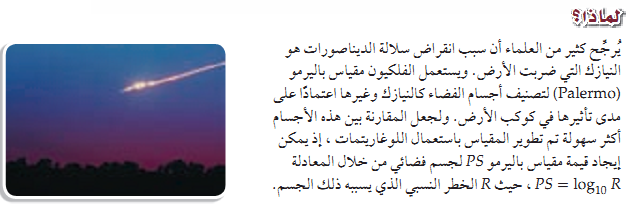 لماذا؟
يُرجِّح كثير من العلماء أن سبب انقراض سلالة الديناصورات هو
النيازك التي ضربت الأرض. ويستعمل الفلكيون مقياس باليرمو
(Palermo) لتصنيف أجسام الفضاء كالنيازك وغيرها اعتمادًا على
مدى تأثيرها في كوكب الأرض. ولجعل المقارنة بين هذه الأجسام
أكثر سهولة تم تطوير المقياس باستعمال اللوغاريتمات ، إذ يمكن
إيجاد قيمة مقياس باليرمو PS لجسم فضائي من خلال المعادلة
PS = log₁₀ R ، حيث R الخطر النسبي الذي يسببه ذلك الجسم.